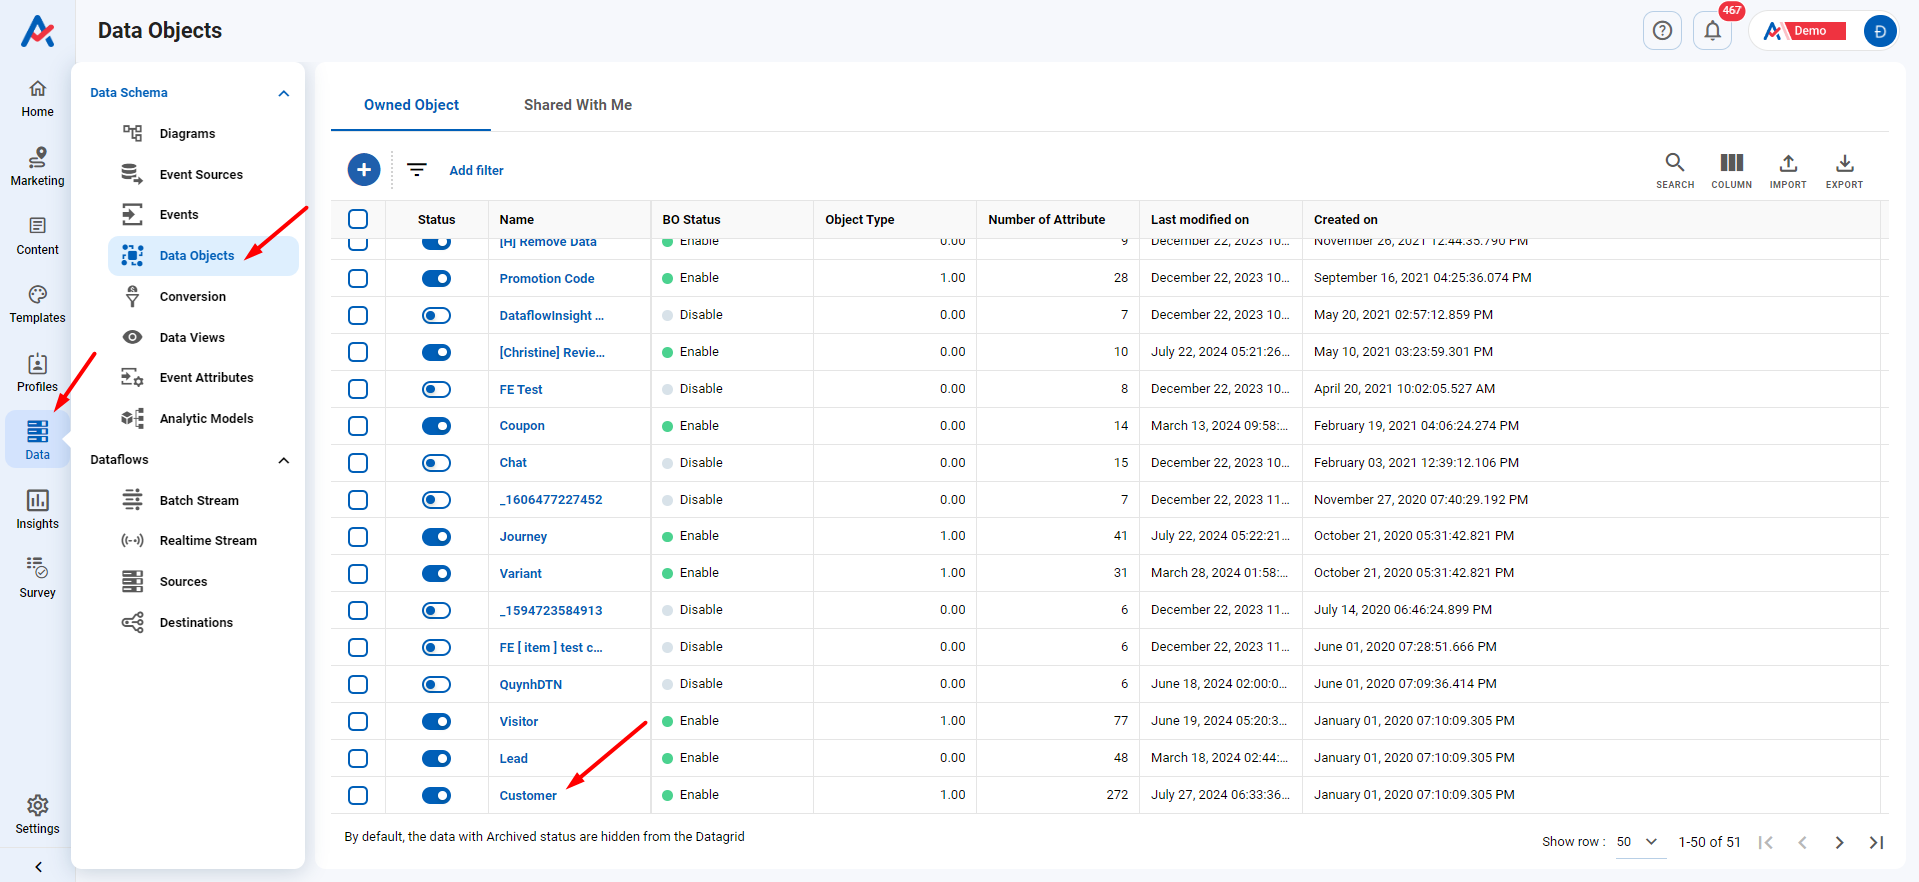 Data Objects
467
Demo
Đ
Home
Marketing
Content
Templates
Profiles
Data
Insights
Survey
Settings
Data Schema
Diagrams
Event Sources
Events
Data Objects
Conversion
Data Views
Event Attributes
Analytic Models
Dataflows
Batch Stream
Realtime Stream
Sources
Destinations
Owned Object Shared With Me
Add filter
SEARCH COLUMN IMPORT EXPORT
Status Name BO Status Object Type Number of Attribute Last modified on Created on
[H] Remove Data Enable 0.00 9 December 22, 2023 10... November 26, 2021 12:44:35.790 PM
Promotion Code Enable 1.00 28 December 22, 2023 10... September 16, 2021 04:25:36.074 PM
DataflowInsight ... Disable 0.00 7 December 22, 2023 10... May 20, 2021 02:57:12.859 PM
[Christine] Revie... Enable 0.00 10 July 22, 2024 05:21:26... May 10, 2021 03:23:59.301 PM
FE Test Disable 0.00 8 December 22, 2023 10... April 20, 2021 10:02:05.527 AM
Coupon Enable 0.00 14 March 13, 2024 09:58:... February 19, 2021 04:06:24.274 PM
Chat Disable 0.00 15 December 22, 2023 10... February 03, 2021 12:39:12.106 PM
_1606477227452 Disable 0.00 7 December 22, 2023 11... November 27, 2020 07:40:29.192 PM
Journey Enable 1.00 41 July 22, 2024 05:22:21... October 21, 2020 05:31:42.821 PM
Variant Enable 1.00 31 March 28, 2024 01:58:... October 21, 2020 05:31:42.821 PM
_1594723584913 Disable 0.00 6 December 22, 2023 11... July 14, 2020 06:46:24.899 PM
FE [ item ] test c... Disable 0.00 6 December 22, 2023 11... June 01, 2020 07:28:51.666 PM
QuynhDTN Disable 0.00 6 June 18, 2024 02:00:0... June 01, 2020 07:09:36.414 PM
Visitor Enable 1.00 77 June 19, 2024 05:20:3... January 01, 2020 07:10:09.305 PM
Lead Enable 0.00 48 March 18, 2024 02:44:... January 01, 2020 07:10:09.305 PM
Customer Enable 1.00 272 July 27, 2024 06:33:36... January 01, 2020 07:10:09.305 PM
By default, the data with Archived status are hidden from the Datagrid
Show row : 50 1-50 of 51